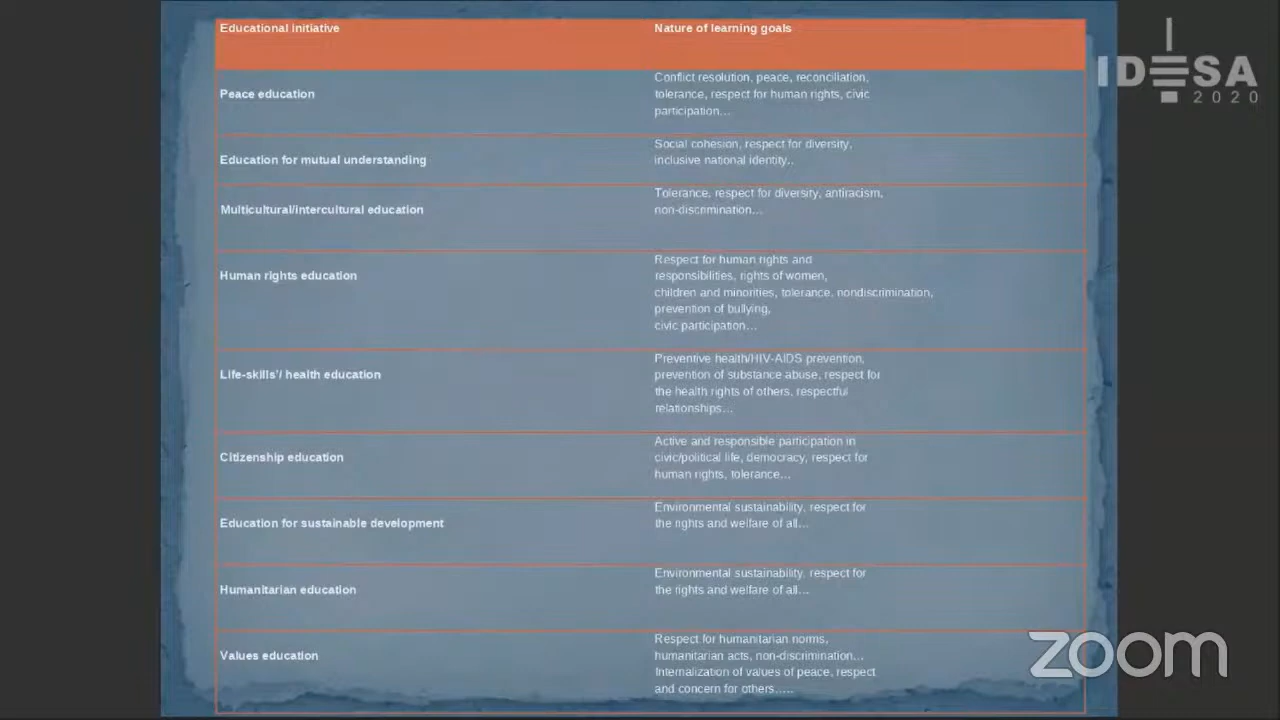 Educational Initiative
Nature of learning goals
Peace education
Conflict resolution, peace, reconciliation,
tolerance, respect for human rights, civic
participation…
Education for mutual understanding
Social cohesion, respect for diversity,
inclusive national identity..
Multicultural/intercultural education
Tolerance, respect for diversity, antiracism,
non-discrimination…
Human rights education
Respect for human rights and
responsibilities, rights of women,
children and minorities, tolerance, nondiscrimination,
prevention of bullying,
civic participation…
Life-skills'/ health education
Preventive health/HIV-AIDS prevention,
prevention of substance abuse, respect for
the health rights of others, respectful
relationships…
Citizenship education
Active and responsible participation in
civic/political life, democracy, respect for
human rights, tolerance…
Education for sustainable development
Environmental sustainability, respect for
the rights and welfare of all…
Humanitarian education
Environmental sustainability, respect for
the rights and welfare of all…
Values education
Respect for humanitarian norms,
humanitarian acts, non-discrimination…
Internalization of values of peace, respect
and concern for others…..
IDESA
2020
zoom